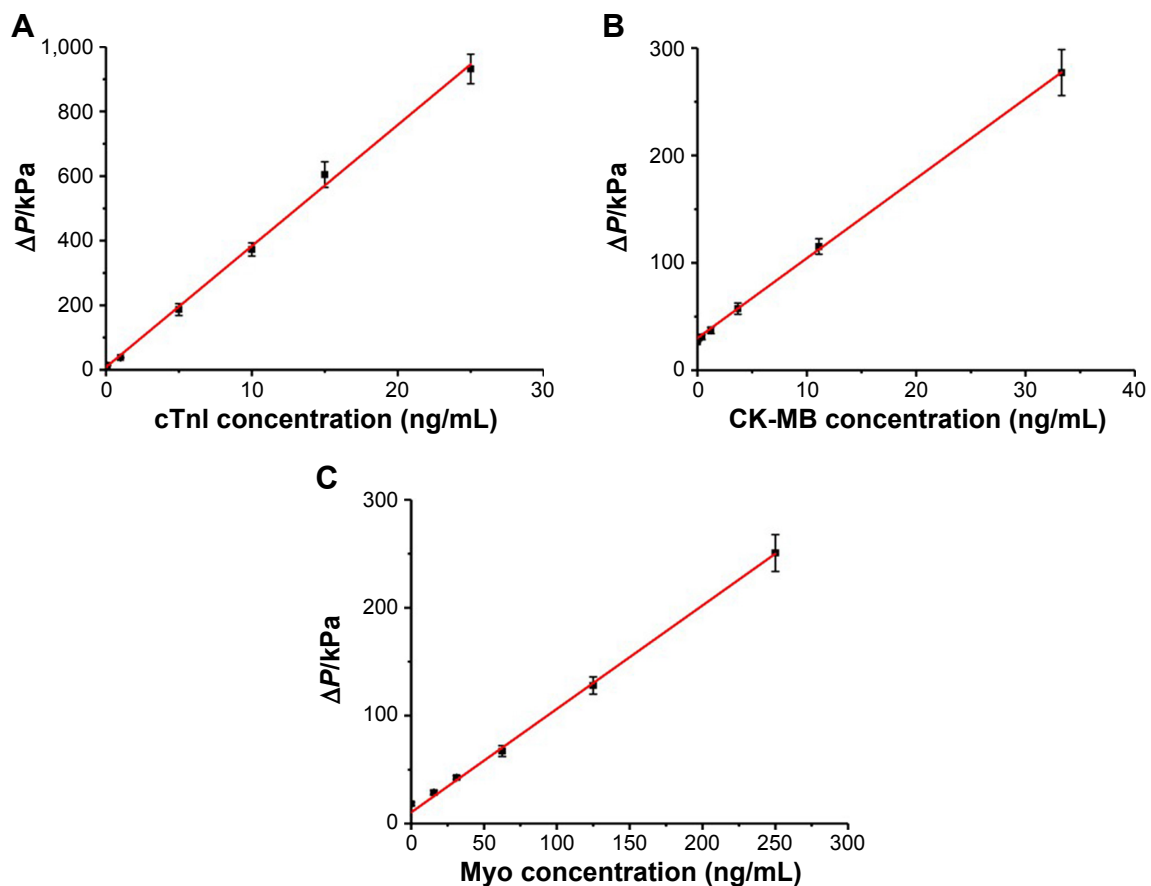 A
1,000
800
600
400
200
0
ΔP/kPa
0 10 20 30
cTnI concentration (ng/mL)
B
300
200
100
0
ΔP/kPa
0 10 20 30 40
CK-MB concentration (ng/mL)
C
300
200
100
0
ΔP/kPa
0 50 100 150 200 250 300
Myo concentration (ng/mL)